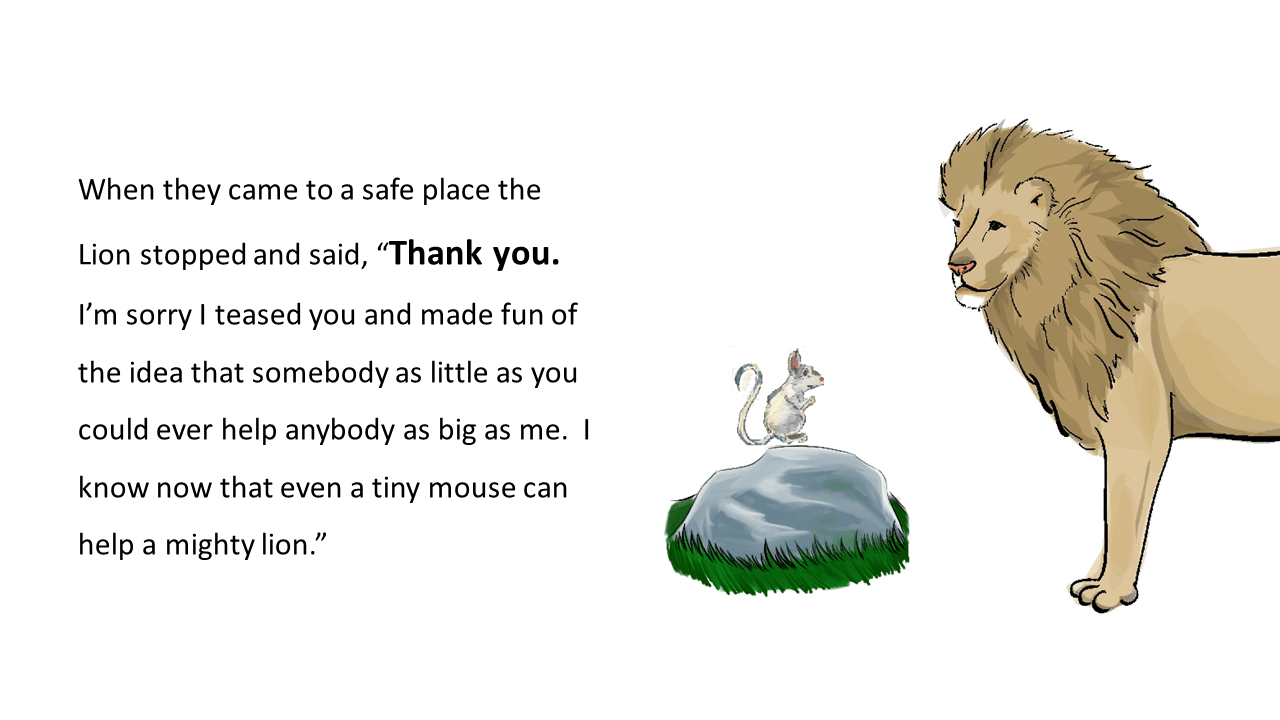 When they came to a safe place the
Lion stopped and said, “Thank you.
I’m sorry I teased you and made fun of
the idea that somebody as little as you
could ever help anybody as big as me.  I
know now that even a tiny mouse can
help a mighty lion.”